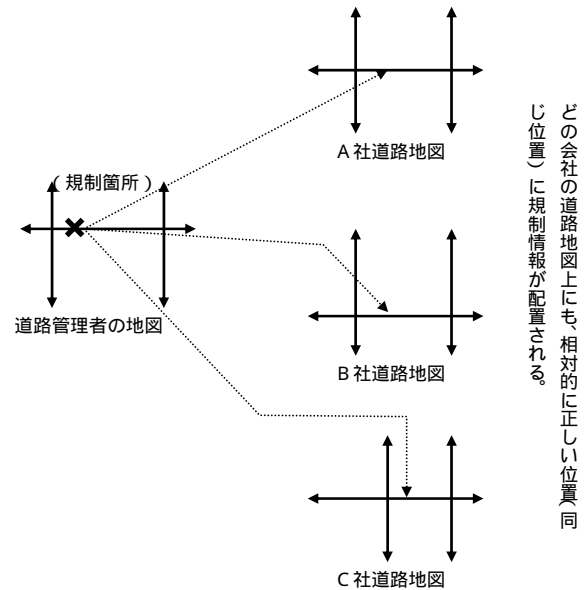 (規制箇所)
道路管理者の地図
A社道路地図
B社道路地図
C社道路地図
どの会社の道路地図上にも、相対的に正しい位置(同
じ位置)に規制情報が配置される。